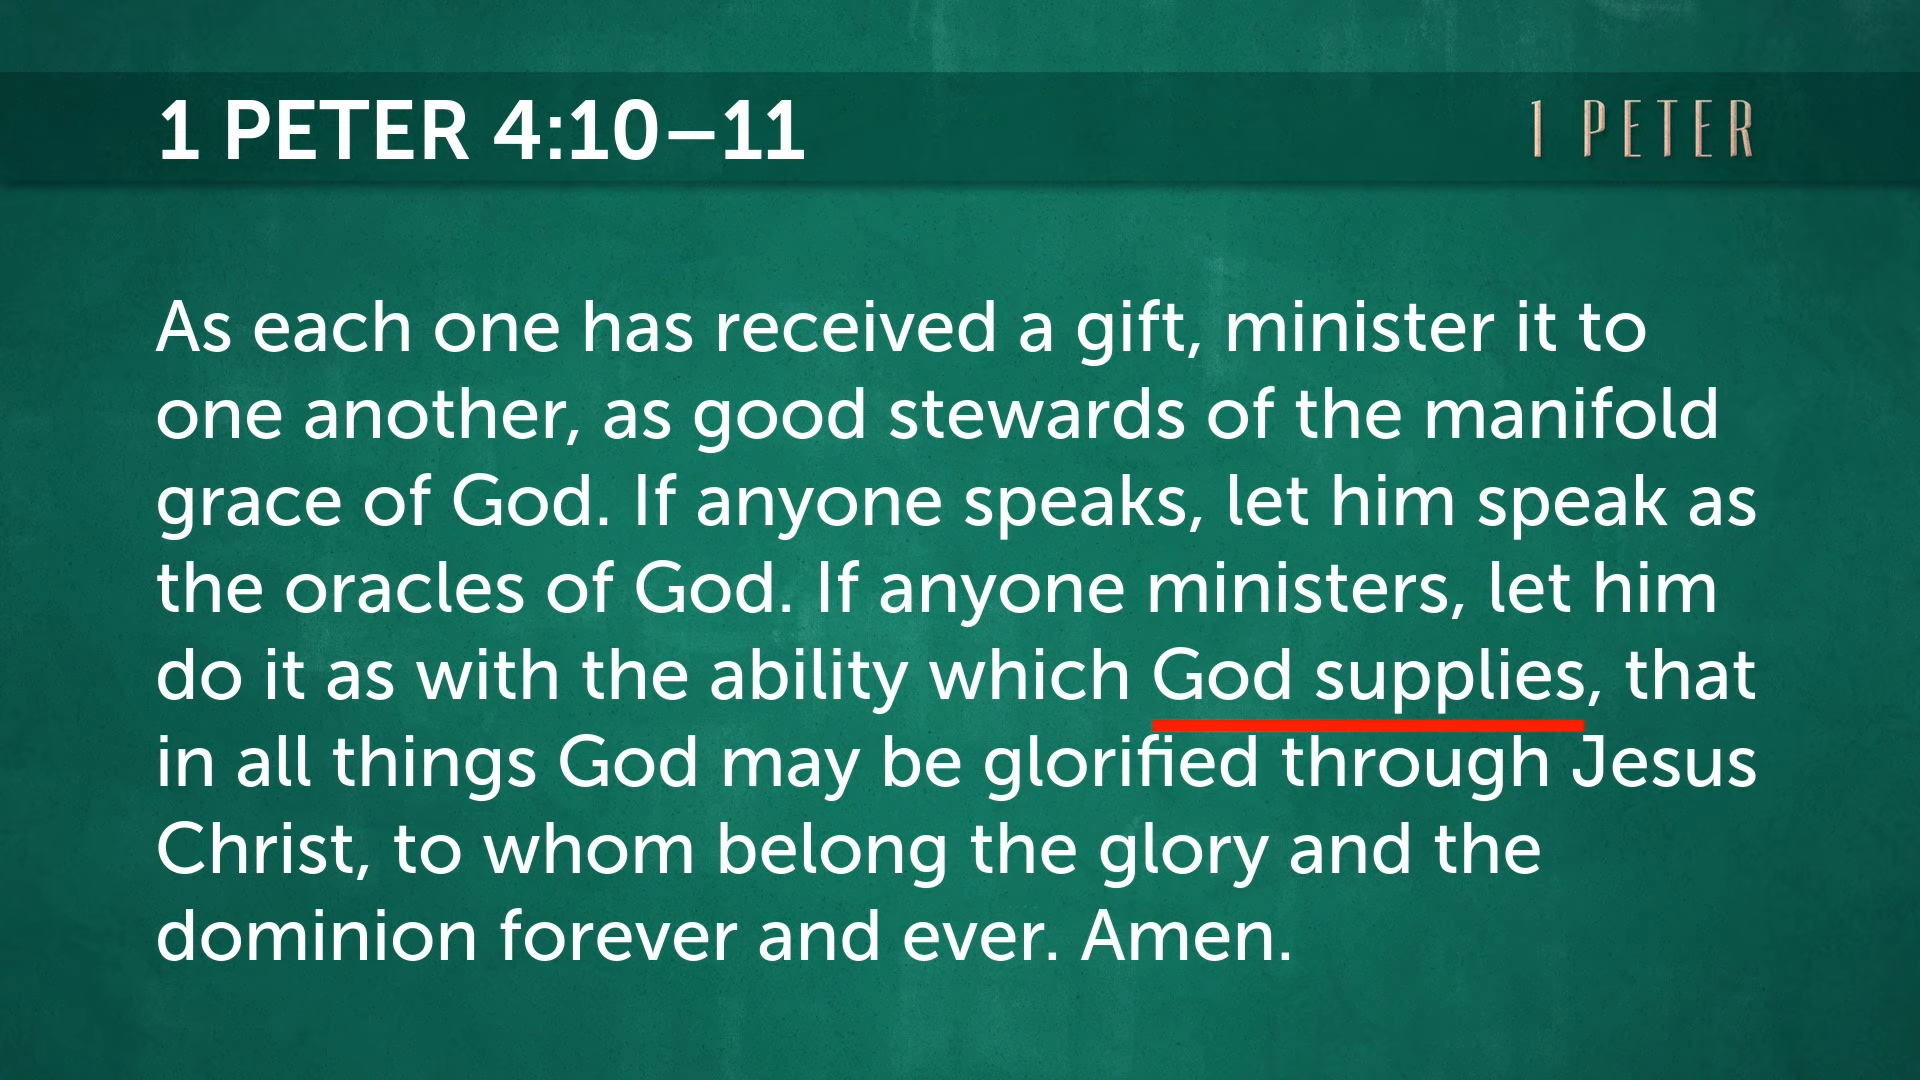 1 PETER 4:10–11
1 PETER
As each one has received a gift, minister it to
one another, as good stewards of the manifold
grace of God. If anyone speaks, let him speak as
the oracles of God. If anyone ministers, let him
do it as with the ability which God supplies, that
in all things God may be glorified through Jesus
Christ, to whom belong the glory and the
dominion forever and ever. Amen.